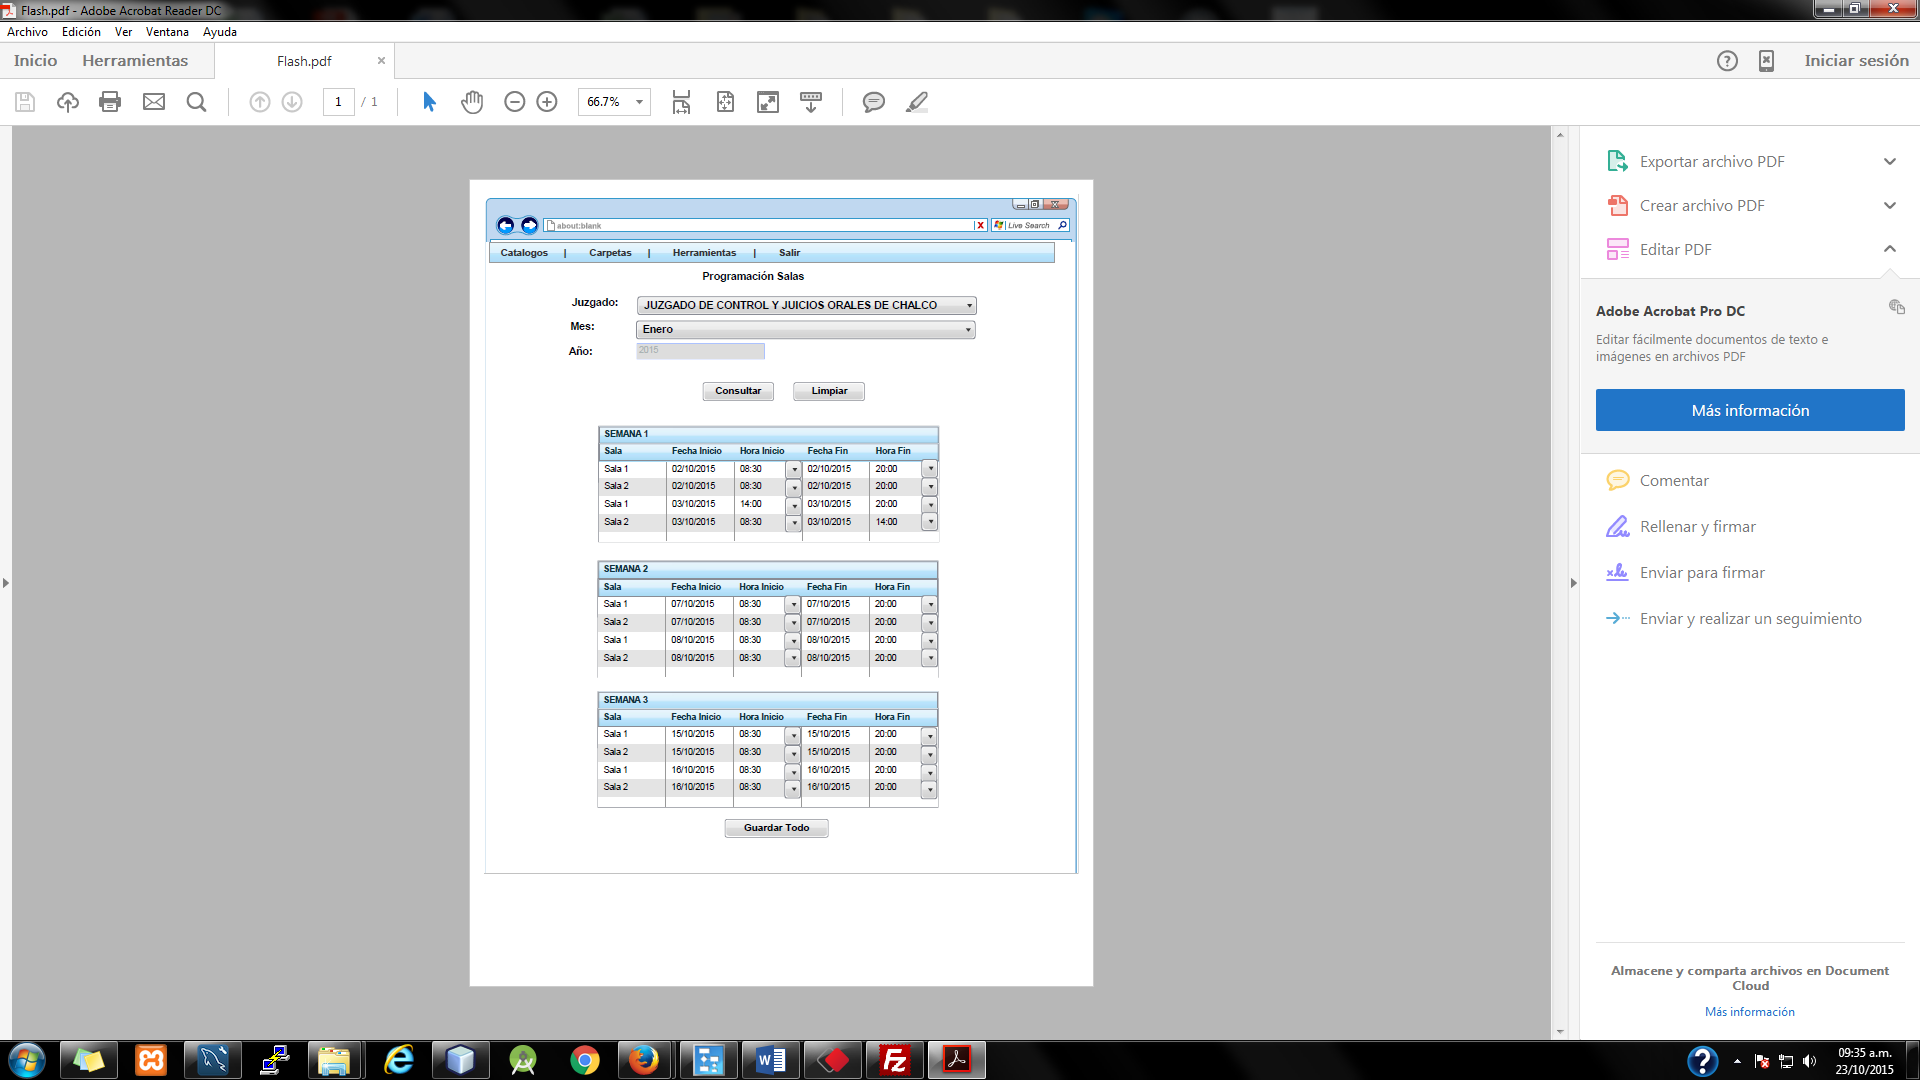 Flash.pdf - Adobe Acrobat Reader DC
Archivo Edición Ver Ventana Ayuda
Inicio Herramientas Flash.pdf × Iniciar sesión
1 / 1 66.7%
about:blank X Live Search
Catalogos | Carpetas | Herramientas | Salir
Programación Salas
Juzgado: JUZGADO DE CONTROL Y JUICIOS ORALES DE CHALCO
Mes: Enero
Año: 2015
Consultar Limpiar
SEMANA 1
Sala Fecha Inicio Hora Inicio Fecha Fin Hora Fin
Sala 1 02/10/2015 08:30 02/10/2015 20:00
Sala 2 02/10/2015 08:30 02/10/2015 20:00
Sala 1 03/10/2015 14:00 03/10/2015 20:00
Sala 2 03/10/2015 08:30 03/10/2015 14:00
SEMANA 2
Sala Fecha Inicio Hora Inicio Fecha Fin Hora Fin
Sala 1 07/10/2015 08:30 07/10/2015 20:00
Sala 2 07/10/2015 08:30 07/10/2015 20:00
Sala 1 08/10/2015 08:30 08/10/2015 20:00
Sala 2 08/10/2015 08:30 08/10/2015 20:00
SEMANA 3
Sala Fecha Inicio Hora Inicio Fecha Fin Hora Fin
Sala 1 15/10/2015 08:30 15/10/2015 20:00
Sala 2 15/10/2015 08:30 15/10/2015 20:00
Sala 1 16/10/2015 08:30 16/10/2015 20:00
Sala 2 16/10/2015 08:30 16/10/2015 20:00
Guardar Todo
Exportar archivo PDF
Crear archivo PDF
Editar PDF
Adobe Acrobat Pro DC
Editar fácilmente documentos de texto e
imágenes en archivos PDF
Más información
Comentar
Rellenar y firmar
Enviar para firmar
Enviar y realizar un seguimiento
Almacene y comparta archivos en Document
Cloud
Más información
09:35 a.m.
23/10/2015